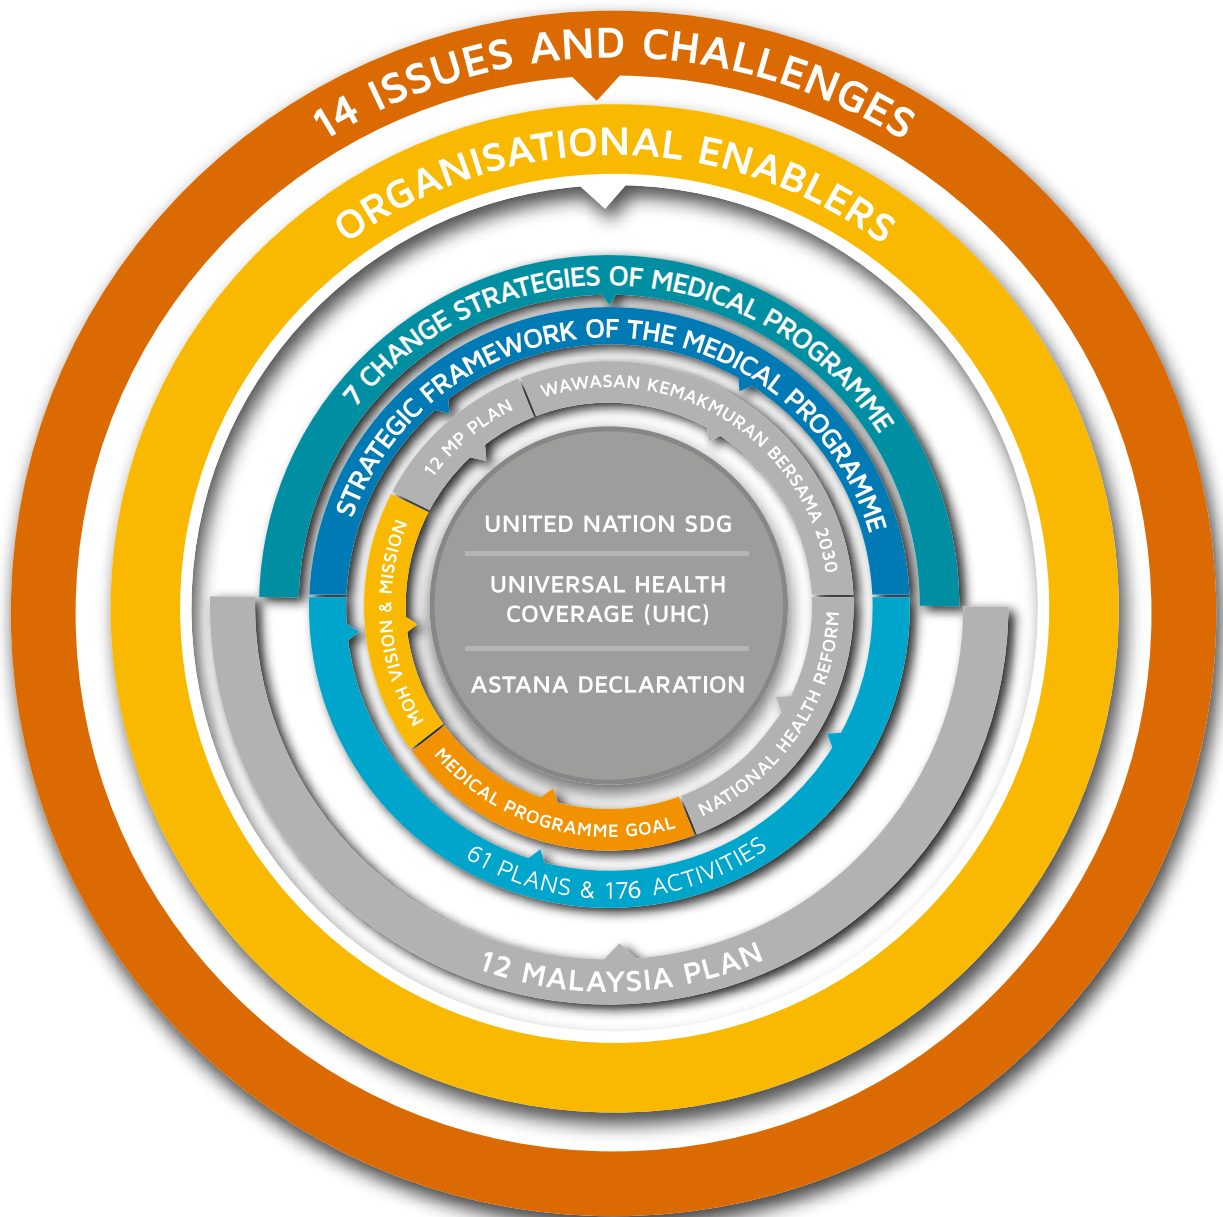 14 ISSUES AND CHALLENGES
ORGANISATIONAL ENABLERS
7 CHANGE STRATEGIES OF MEDICAL PROGRAMME
STRATEGIC FRAMEWORK OF THE MEDICAL PROGRAMME
12 MP PLAN
WAWASAN KEMAKMURAN BERSAMA 2030
MOH VISION & MISSION
UNITED NATION SDG
UNIVERSAL HEALTH
COVERAGE (UHC)
ASTANA DECLARATION
NATIONAL HEALTH REFORM
MEDICAL PROGRAMME GOAL
61 PLANS & 176 ACTIVITIES
12 MALAYSIA PLAN